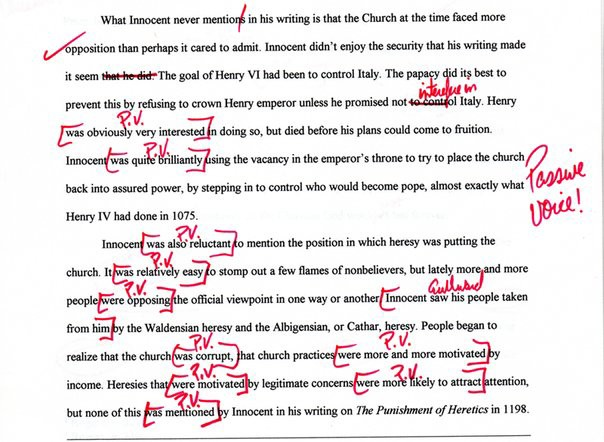 What Innocent never mentions in his writing is that the Church at the time faced more
opposition than perhaps it cared to admit. Innocent didn't enjoy the security that his writing made
it seem that he did. The goal of Henry VI had been to control Italy. The papacy did its best to
interfere in
prevent this by refusing to crown Henry emperor unless he promised not to control Italy. Henry
P.V.
was obviously very interested in doing so, but died before his plans could come to fruition.
P.V.
Innocent was quite brilliantly using the vacancy in the emperor's throne to try to place the church
back into assured power, by stepping in to control who would become pope, almost exactly what
Passive
Voice!
Henry IV had done in 1075.
P.V.
Innocent was also reluctant to mention the position in which heresy was putting the
P.V.
church. It was relatively easy to stomp out a few flames of nonbelievers, but lately more and more
P.V.
people were opposing the official viewpoint in one way or another. Innocent saw his people taken
from him by the Waldensian heresy and the Albigensian, or Cathar, heresy. People began to
P.V. P.V.
realize that the church was corrupt, that church practices were more and more motivated by
P.V. P.V.
income. Heresies that were motivated by legitimate concerns were more likely to attract attention,
P.V.
but none of this was mentioned by Innocent in his writing on The Punishment of Heretics in 1198.